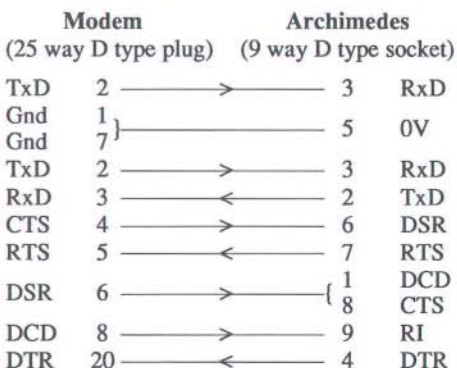 Modem Archimedes
(25 way D type plug) (9 way D type socket)
TxD 2 3 RxD
Gnd 1
Gnd 7 } 5 0V
TxD 2 3 RxD
RxD 3 2 TxD
CTS 4 6 DSR
RTS 5 7 RTS
DSR 6 { 1 DCD
8 CTS
DCD 8 9 RI
DTR 20 4 DTR